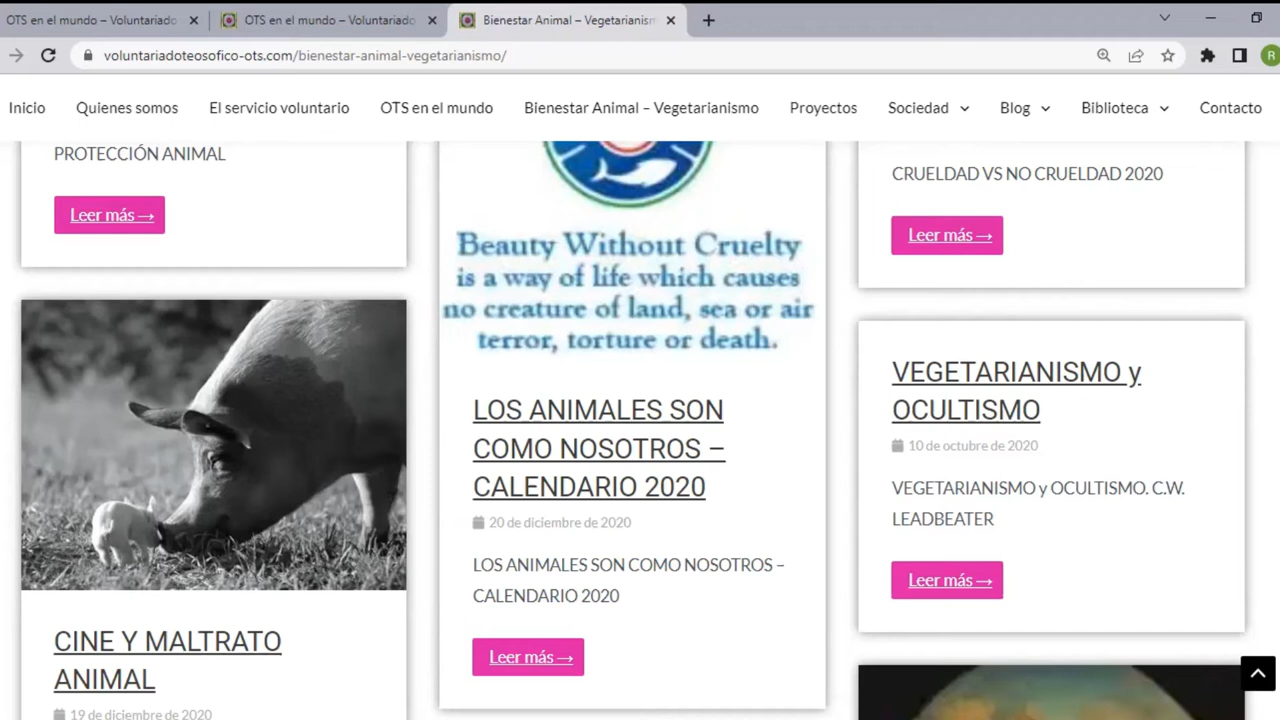 OTS en el mundo – Voluntariado
OTS en el mundo – Voluntariado
Bienestar Animal – Vegetarianism
voluntariadoteosofico-ots.com/bienestar-animal-vegetarianismo/
R
Inicio
Quienes somos
El servicio voluntario
OTS en el mundo
Bienestar Animal – Vegetarianismo
Proyectos
Sociedad
Blog
Biblioteca
Contacto
PROTECCIÓN ANIMAL
Leer más →
CINE Y MALTRATO
ANIMAL
19 de diciembre de 2020
Beauty Without Cruelty
is a way of life which causes
no creature of land, sea or air
terror, torture or death.
LOS ANIMALES SON
COMO NOSOTROS –
CALENDARIO 2020
20 de diciembre de 2020
LOS ANIMALES SON COMO NOSOTROS –
CALENDARIO 2020
Leer más →
CRUELDAD VS NO CRUELDAD 2020
Leer más →
VEGETARIANISMO y
OCULTISMO
10 de octubre de 2020
VEGETARIANISMO y OCULTISMO. C.W.
LEADBEATER
Leer más →